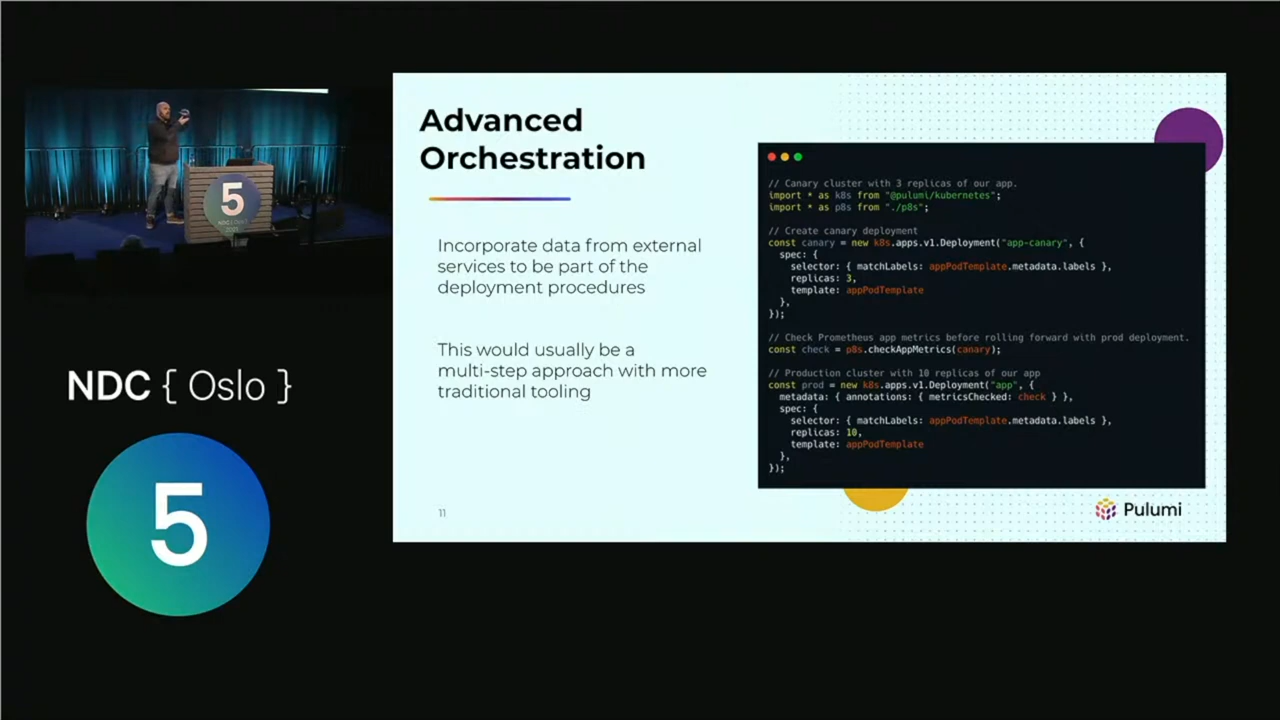 Advanced
Orchestration
Incorporate data from external
services to be part of the
deployment procedures
This would usually be a
multi-step approach with more
traditional tooling
// Canary cluster with 3 replicas of our app.
import * as k8s from "@pulumi/kubernetes";
import * as p8s from "./p8s";
// Create canary deployment
const canary = new k8s.apps.v1.Deployment("app-canary", {
  spec: {
    selector: { matchLabels: appPodTemplate.metadata.labels },
    replicas: 3,
    template: appPodTemplate
  },
});
// Check Prometheus app metrics before rolling forward with prod deployment.
const check = p8s.checkAppMetrics(canary);
// Production cluster with 10 replicas of our app
const prod = new k8s.apps.v1.Deployment("app", {
  metadata: { annotations: { metricsChecked: check } },
  spec: {
    selector: { matchLabels: appPodTemplate.metadata.labels },
    replicas: 10,
    template: appPodTemplate
  },
});
11
Pulumi
5
NDC { Oslo }
5